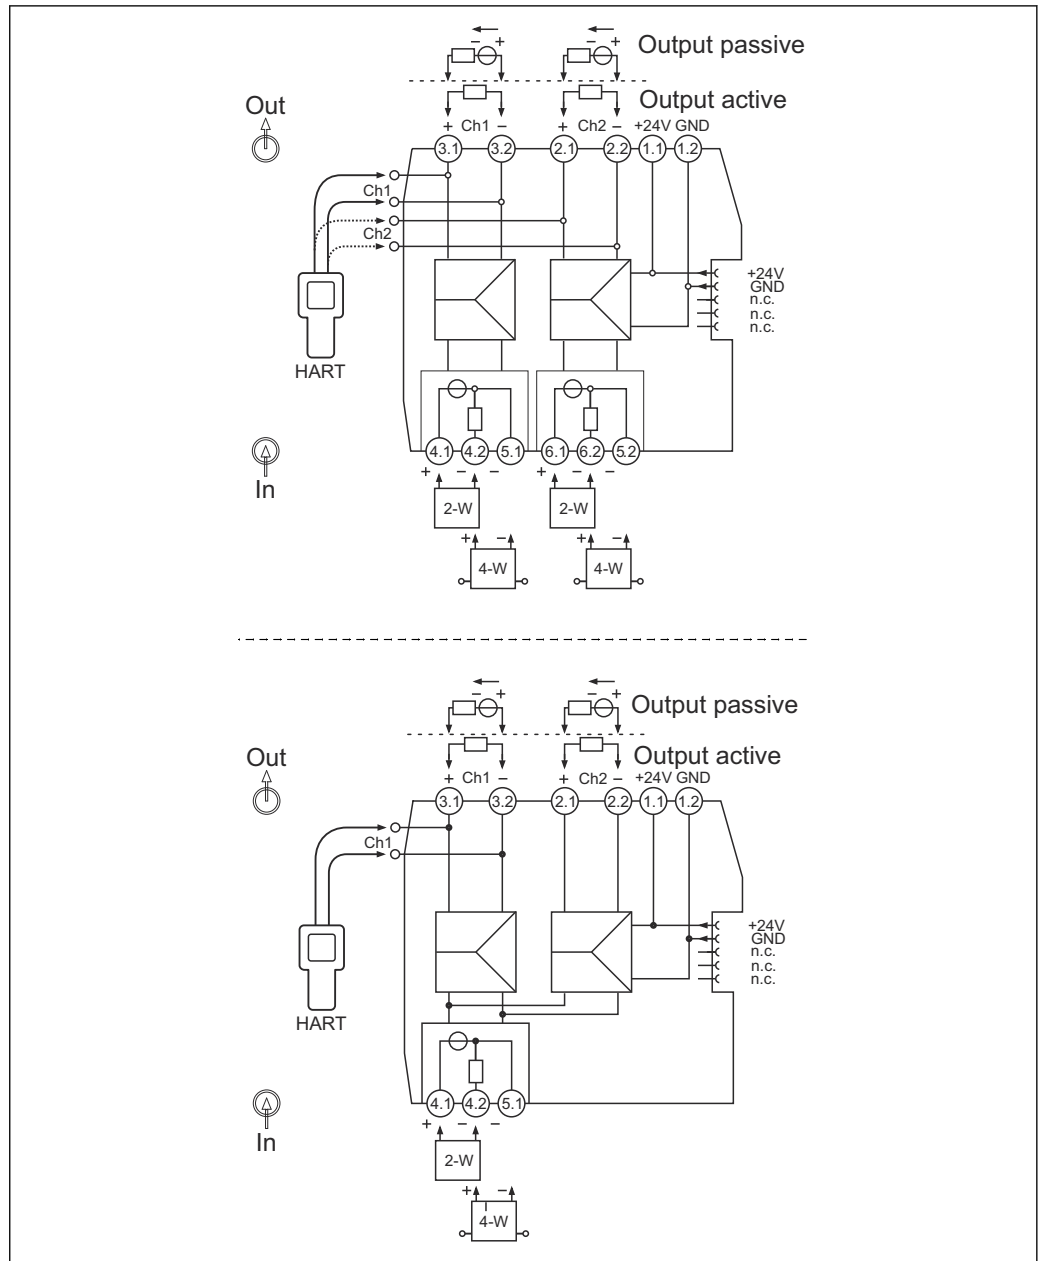 − +
− +
Output passive
Output active
Out
+ Ch1 − + Ch2 − +24V GND
3.1 3.2 2.1 2.2 1.1 1.2
Ch1
Ch2
+24V
GND
n.c.
n.c.
n.c.
HART
4.1 4.2 5.1 6.1 6.2 5.2
+ − − + − −
In
2-W 2-W
+ − + −
4-W 4-W
− +
− +
Output passive
Output active
Out
+ Ch1 − + Ch2 − +24V GND
3.1 3.2 2.1 2.2 1.1 1.2
Ch1
+24V
GND
n.c.
n.c.
n.c.
HART
4.1 4.2 5.1
+ − −
In
2-W
+ −
4-W